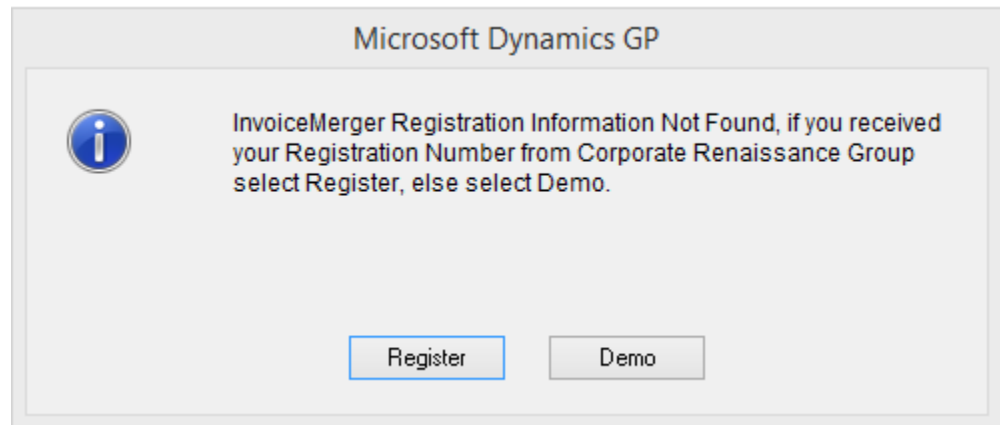 Microsoft Dynamics GP
InvoiceMerger Registration Information Not Found, if you received
your Registration Number from Corporate Renaissance Group
select Register, else select Demo.
Register Demo